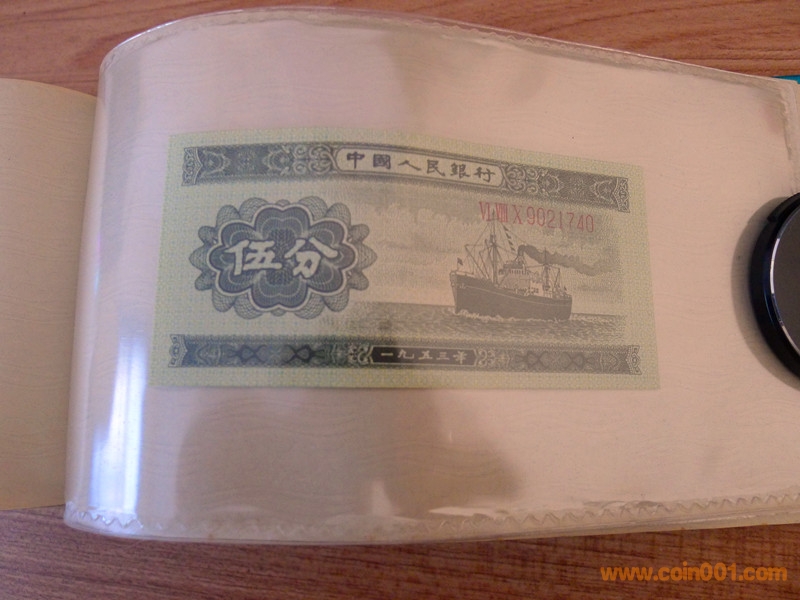 中國人民銀行
VI VIII X 9021740
伍分
一九五三年
www.coin001.com